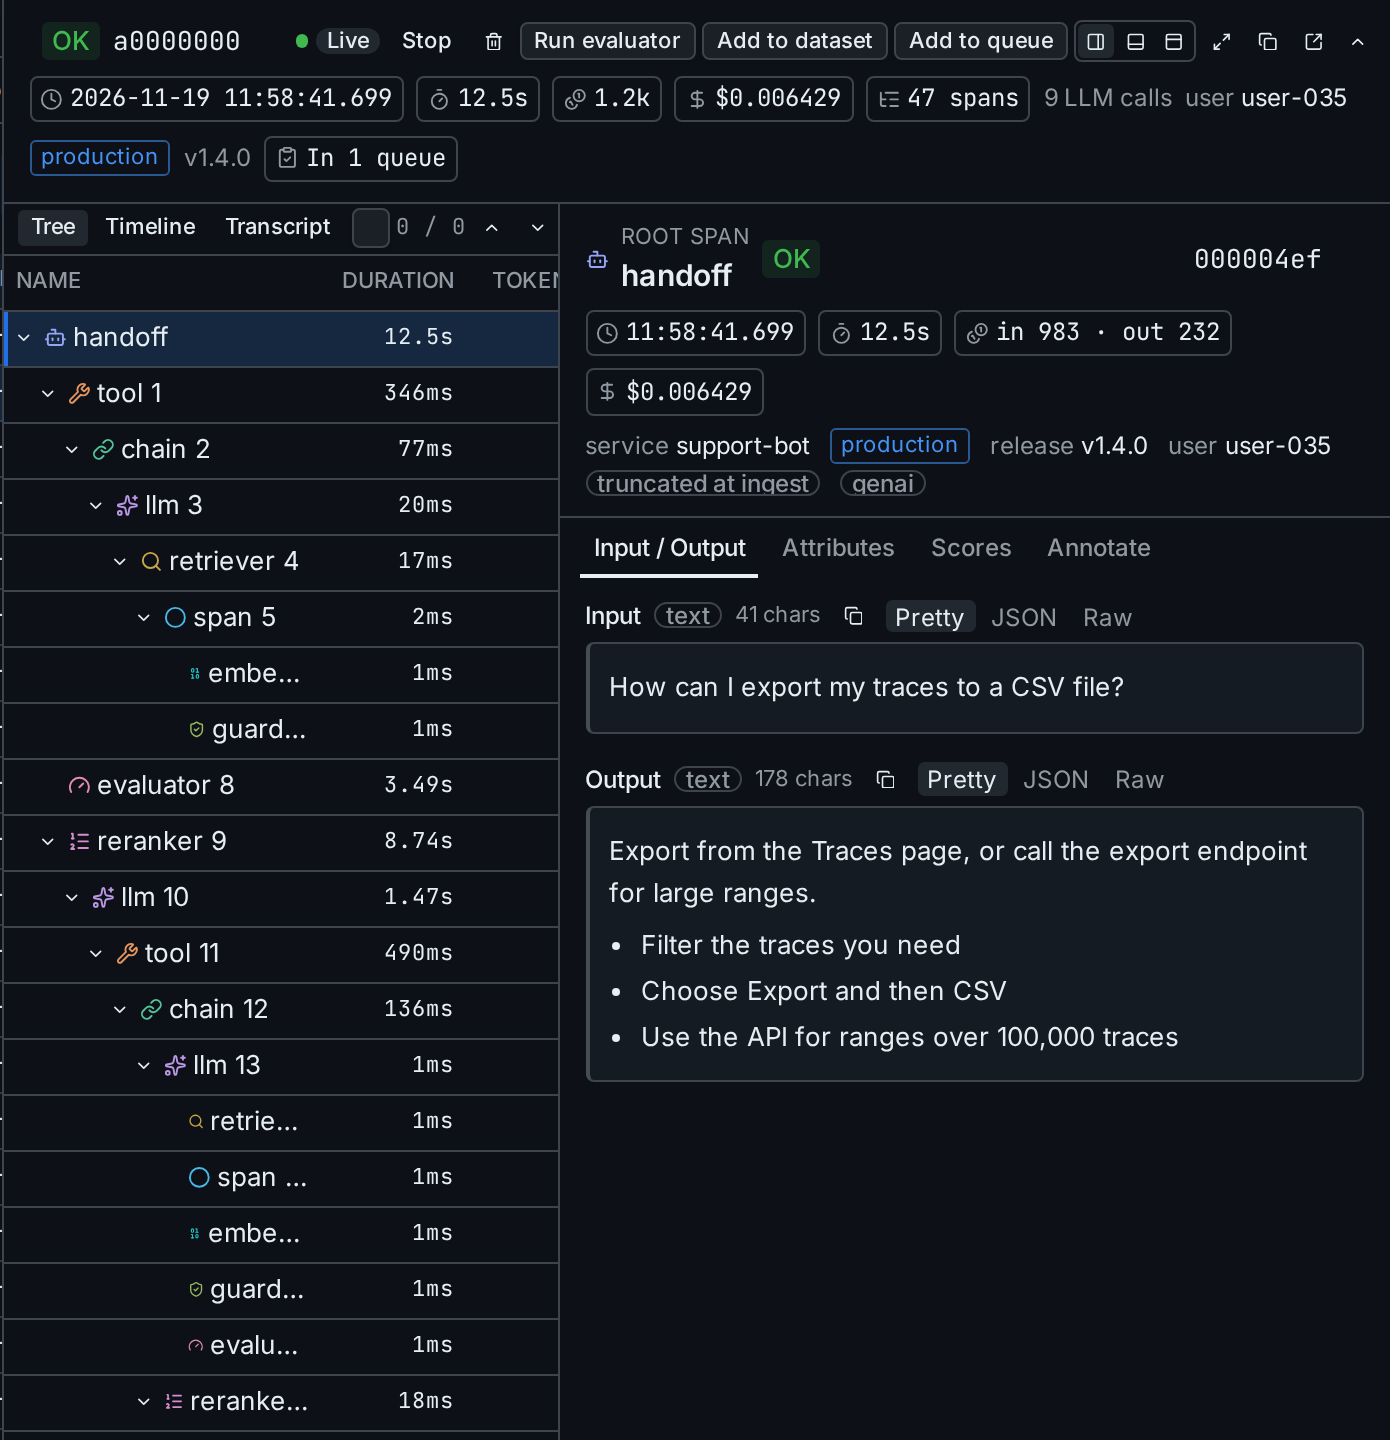 OK a0000000 Live Stop Run evaluator Add to dataset Add to queue
2026-11-19 11:58:41.699 12.5s 1.2k $0.006429 47 spans 9 LLM calls user user-035
production v1.4.0 In 1 queue
Tree Timeline Transcript 0 / 0
NAME DURATION TOKEN
handoff 12.5s
tool 1 346ms
chain 2 77ms
llm 3 20ms
retriever 4 17ms
span 5 2ms
embe... 1ms
guard... 1ms
evaluator 8 3.49s
reranker 9 8.74s
llm 10 1.47s
tool 11 490ms
chain 12 136ms
llm 13 1ms
retrie... 1ms
span ... 1ms
embe... 1ms
guard... 1ms
evalu... 1ms
reranke... 18ms
ROOT SPAN
handoff OK 000004ef
11:58:41.699 12.5s in 983 · out 232
$0.006429
service support-bot production release v1.4.0 user user-035
truncated at ingest genai
Input / Output Attributes Scores Annotate
Input text 41 chars Pretty JSON Raw
How can I export my traces to a CSV file?
Output text 178 chars Pretty JSON Raw
Export from the Traces page, or call the export endpoint
for large ranges.
• Filter the traces you need
• Choose Export and then CSV
• Use the API for ranges over 100,000 traces